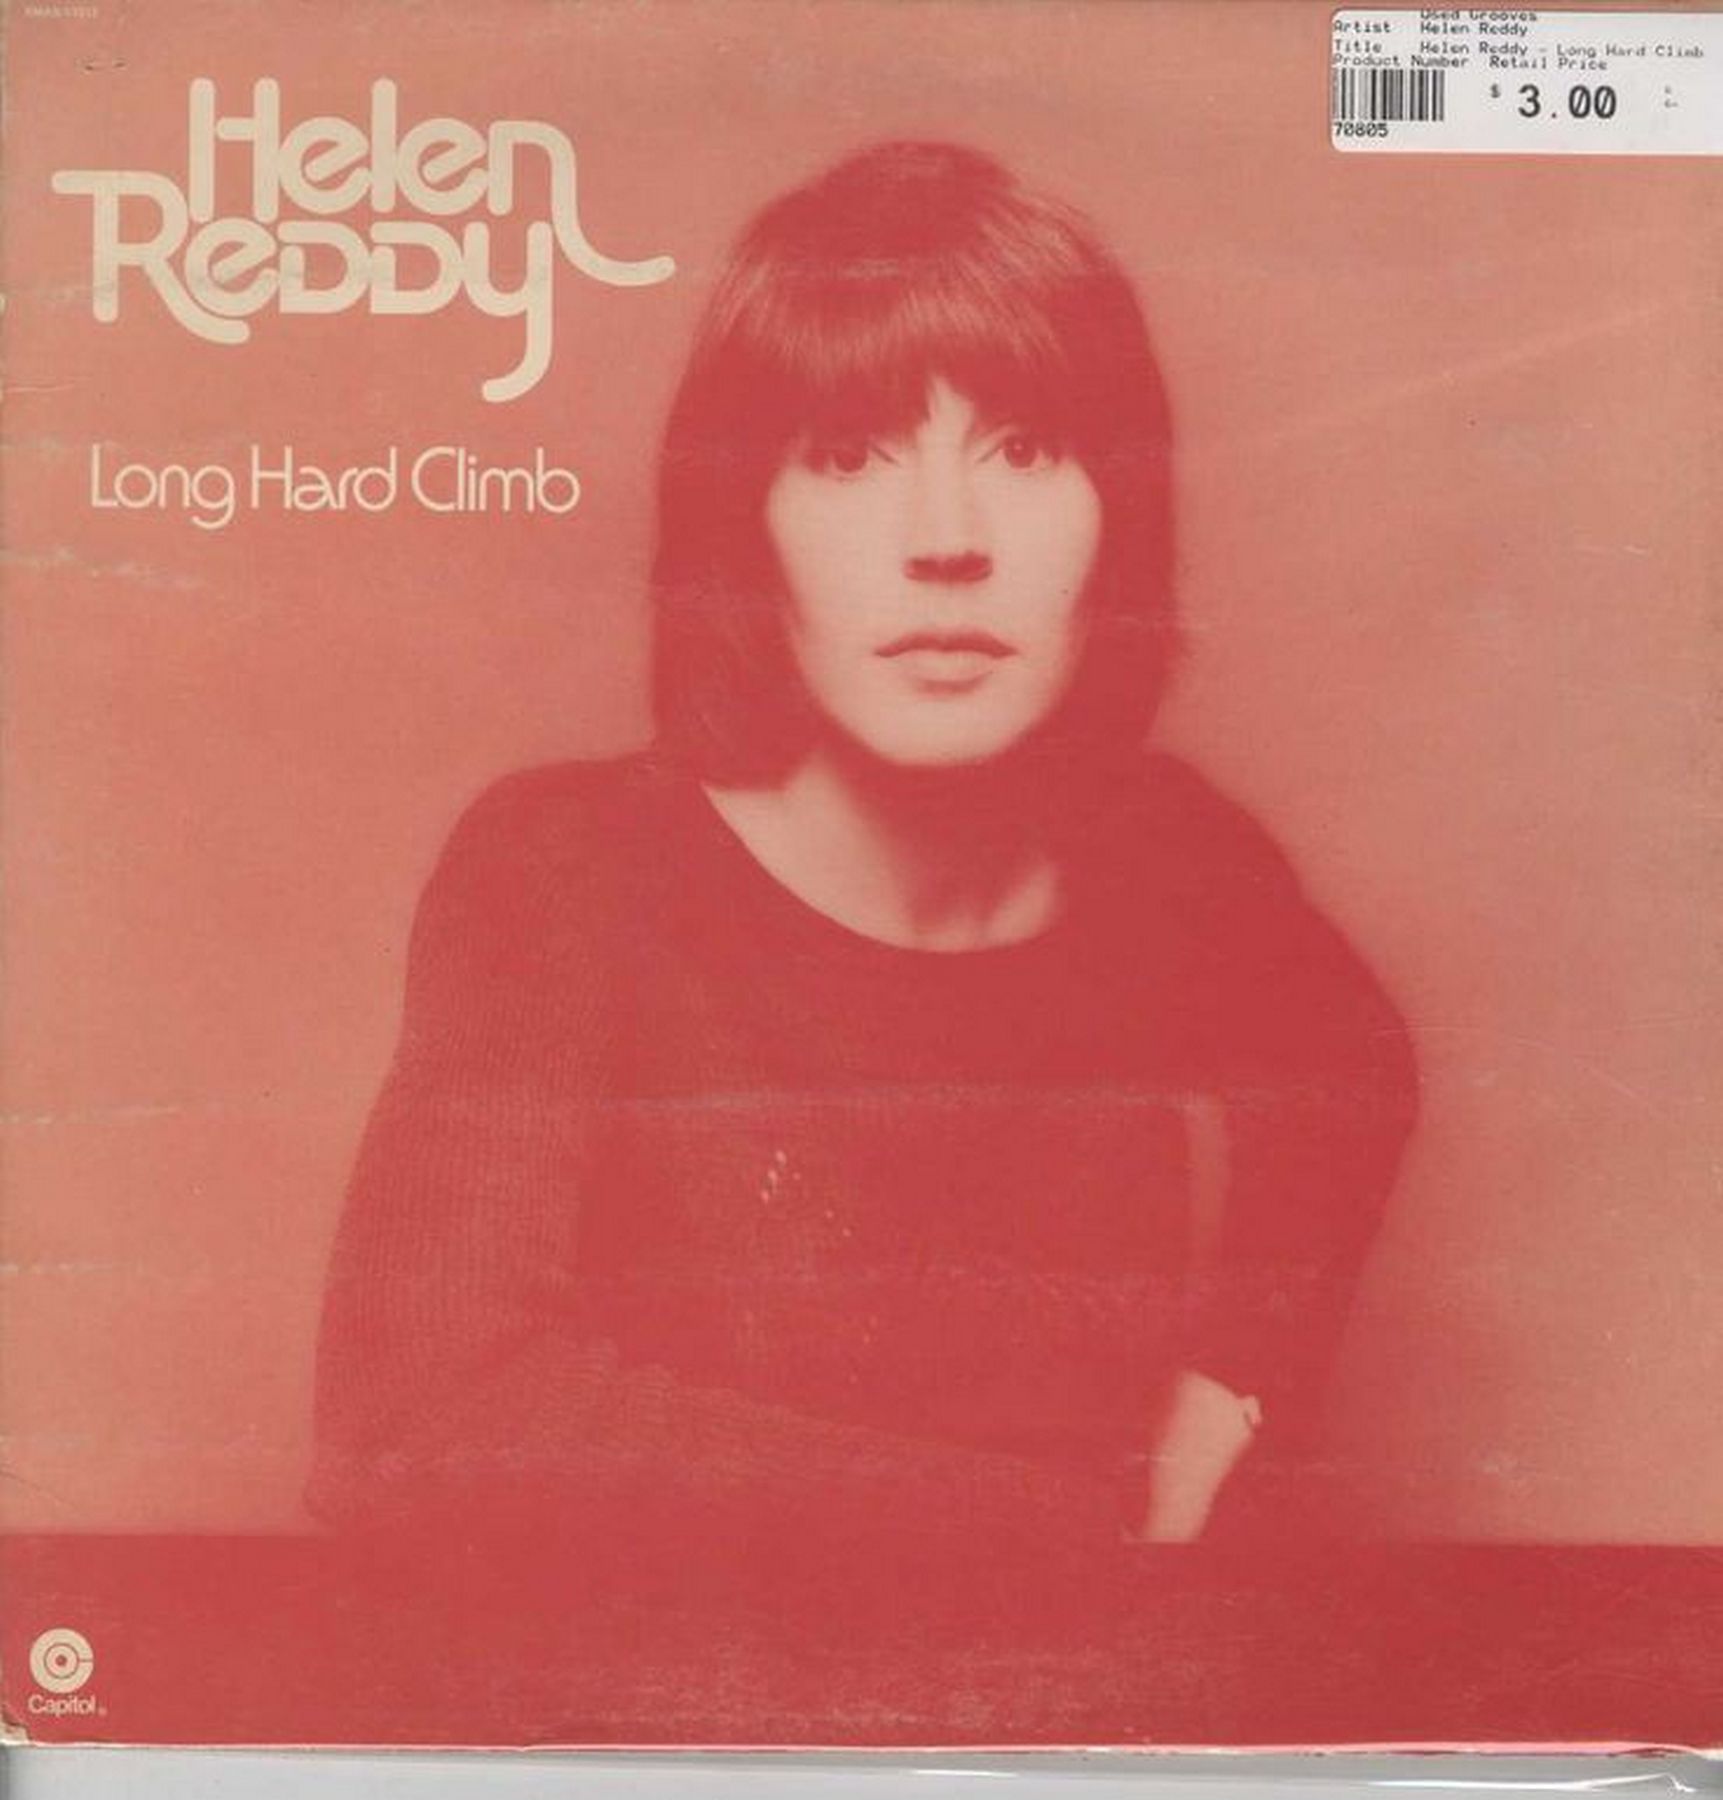 Used Grooves
Artist Helen Reddy
Title Helen Reddy - Long Hard Climb
Product Number Retail Price
$ 3.00
70805
Helen
Reddy
Long Hard Climb
Capitol